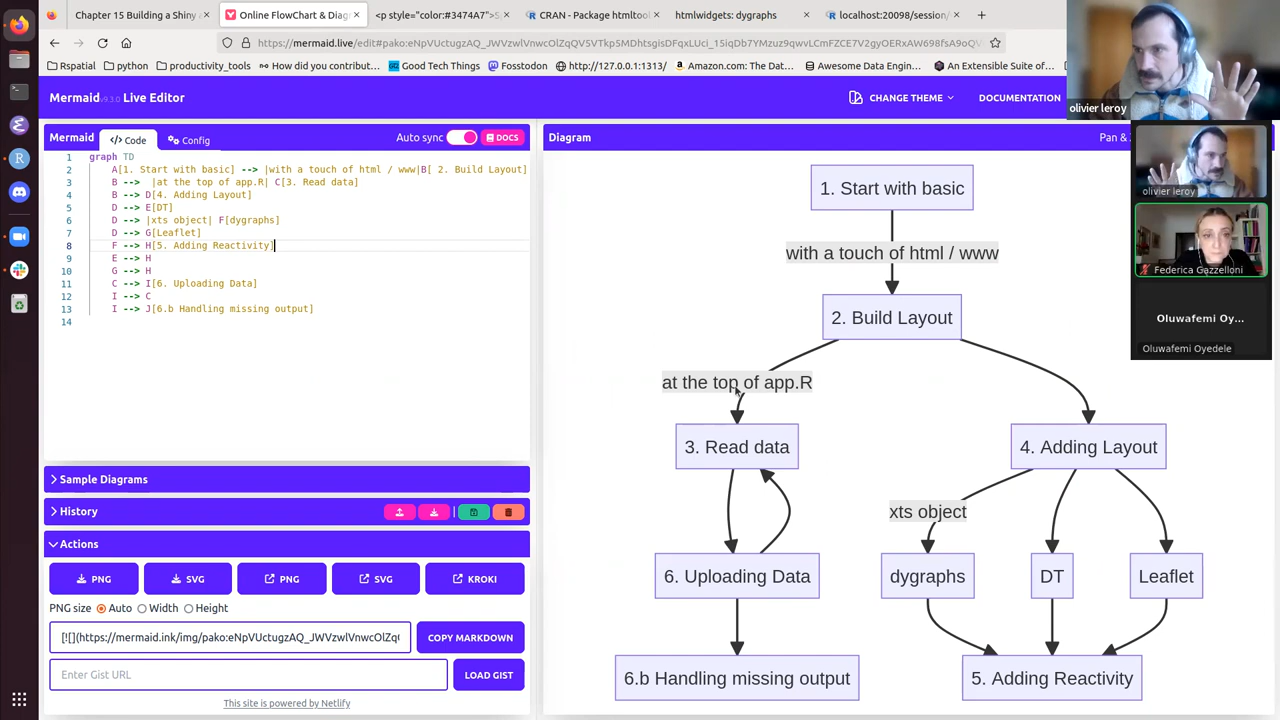 Chapter 15 Building a Shiny a
Online FlowChart & Diagr
<p style="color:#3474A7">Sp
CRAN - Package htmltool
htmlwidgets: dygraphs
localhost:20098/session/
https://mermaid.live/edit#pako:
Rspatial
python
productivity_tools
How did you contribut…
Good Tech Things
Fosstodon
http://127.0.0.1:1313/
Amazon.com: The Dat…
Awesome Data Engin…
An Extensible Suite of…
Mermaid v9.3.0 Live Editor
CHANGE THEME
DOCUMENTATION
olivier leroy
Mermaid
Code
Config
Auto sync
DOCS
Diagram
Pan &
1 graph TD
2 A[1. Start with basic] --> |with a touch of html / www|B[ 2. Build Layout]
3 B --> |at the top of app.R| C[3. Read data]
4 B --> D[4. Adding Layout]
5 D --> E[DT]
6 D --> |xts object| F[dygraphs]
7 D --> G[Leaflet]
8 F --> H[5. Adding Reactivity]
9 E --> H
10 G --> H
11 C --> I[6. Uploading Data]
12 I --> C
13 I --> J[6.b Handling missing output]
14
1. Start with basic
with a touch of html / www
2. Build Layout
at the top of app.R
3. Read data
4. Adding Layout
xts object
6. Uploading Data
dygraphs
DT
Leaflet
6.b Handling missing output
5. Adding Reactivity
olivier leroy
Federica Gazzelloni
Oluwafemi Oy...
Oluwafemi Oyedele
Sample Diagrams
History
Actions
PNG
SVG
PNG
SVG
KROKI
PNG size
Auto
Width
Height
[![](https://mermaid.ink/img/pako:
COPY MARKDOWN
Enter Gist URL
LOAD GIST
This site is powered by Netlify